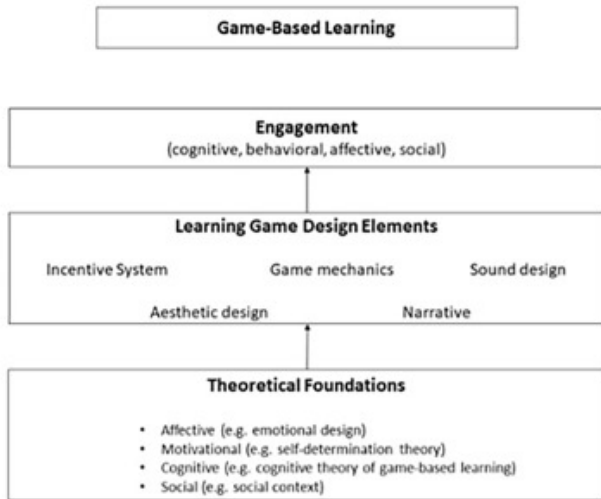 Game-Based Learning
Engagement
(cognitive, behavioral, affective, social)
Learning Game Design Elements
Incentive System Game mechanics Sound design
Aesthetic design Narrative
Theoretical Foundations
• Affective (e.g. emotional design)
• Motivational (e.g. self-determination theory)
• Cognitive (e.g. cognitive theory of game-based learning)
• Social (e.g. social context)